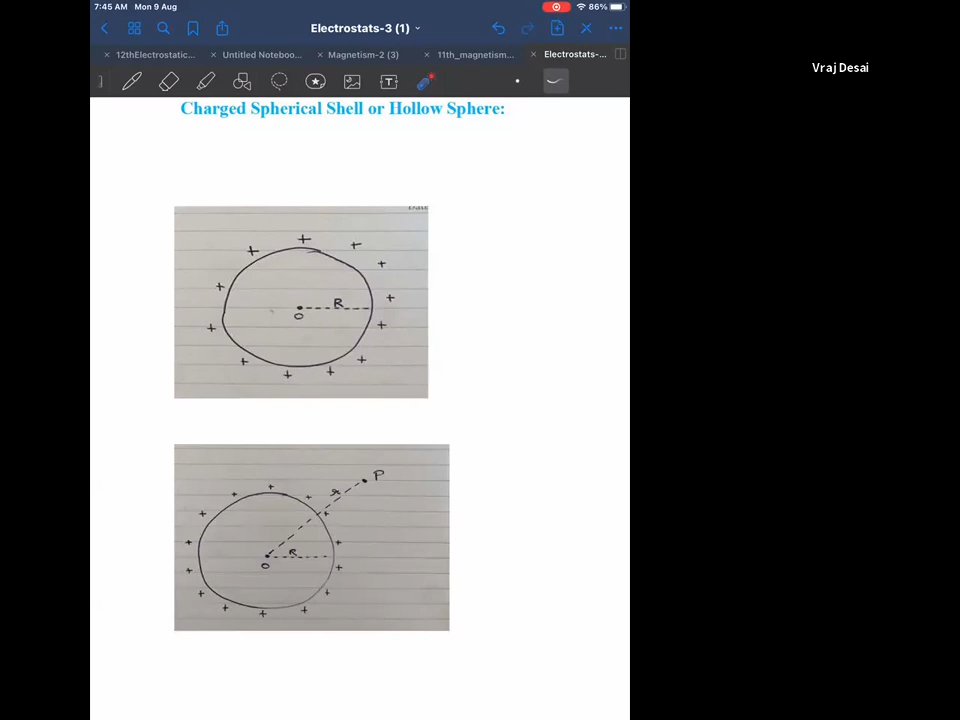 7:45 AM Mon 9 Aug
86%
Electrostats-3 (1)
12thElectrostatic...
Untitled Noteboo...
Magnetism-2 (3)
11th_magnetism...
Electrostats-...
Vraj Desai
Charged Spherical Shell or Hollow Sphere:
+ + + + + + + + + + + + +
R
O
P
+ + + + + + + + + + + + + +
R
O